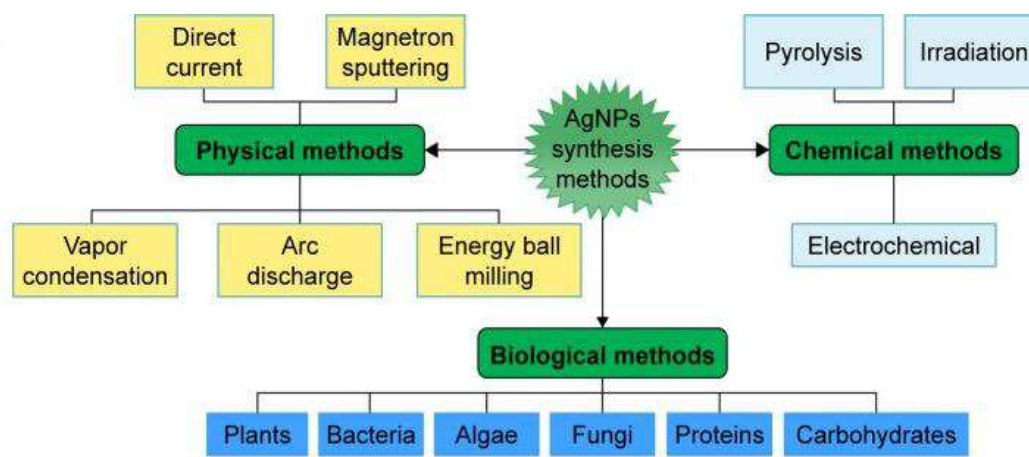 Direct
current
Magnetron
sputtering
Pyrolysis
Irradiation
AgNPs
synthesis
methods
Physical methods
Chemical methods
Vapor
condensation
Arc
discharge
Energy ball
milling
Electrochemical
Biological methods
Plants
Bacteria
Algae
Fungi
Proteins
Carbohydrates